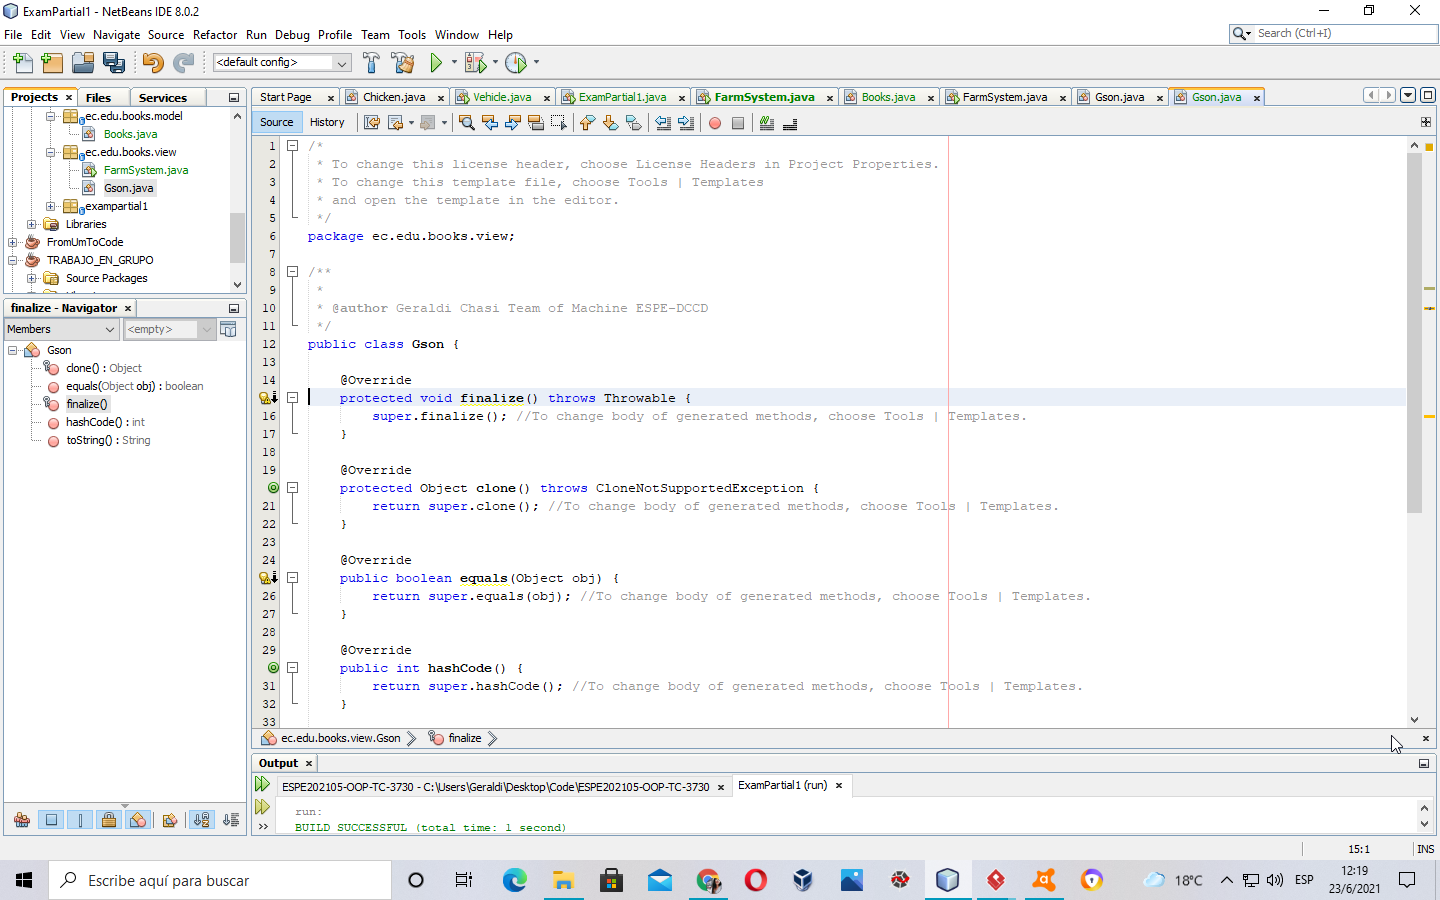 ExamPartial1 - NetBeans IDE 8.0.2
File Edit View Navigate Source Refactor Run Debug Profile Team Tools Window Help
Search (Ctrl+I)
<default config>
Projects Files Services
ec.edu.books.model
Books.java
ec.edu.books.view
FarmSystem.java
Gson.java
exampartial1
Libraries
FromUmToCode
TRABAJO_EN_GRUPO
Source Packages
finalize - Navigator
Members <empty>
Gson
clone() : Object
equals(Object obj) : boolean
finalize()
hashCode() : int
toString() : String
Start Page Chicken.java Vehicle.java ExamPartial1.java FarmSystem.java Books.java FarmSystem.java Gson.java Gson.java
Source History
1 /*
2 * To change this license header, choose License Headers in Project Properties.
3 * To change this template file, choose Tools | Templates
4 * and open the template in the editor.
5 */
6 package ec.edu.books.view;
7
8 /**
9 *
10 * @author Geraldi Chasi Team of Machine ESPE-DCCD
11 */
12 public class Gson {
13
14 @Override
protected void finalize() throws Throwable {
16 super.finalize(); //To change body of generated methods, choose Tools | Templates.
17 }
18
19 @Override
protected Object clone() throws CloneNotSupportedException {
21 return super.clone(); //To change body of generated methods, choose Tools | Templates.
22 }
23
24 @Override
public boolean equals(Object obj) {
26 return super.equals(obj); //To change body of generated methods, choose Tools | Templates.
27 }
28
29 @Override
public int hashCode() {
31 return super.hashCode(); //To change body of generated methods, choose Tools | Templates.
32 }
33
ec.edu.books.view.Gson finalize
Output
ESPE202105-OOP-TC-3730 - C:\Users\Geraldi\Desktop\Code\ESPE202105-OOP-TC-3730 ExamPartial1 (run)
run:
BUILD SUCCESSFUL (total time: 1 second)
15:1 INS
Escribe aquí para buscar
18°C ESP 12:19
23/6/2021